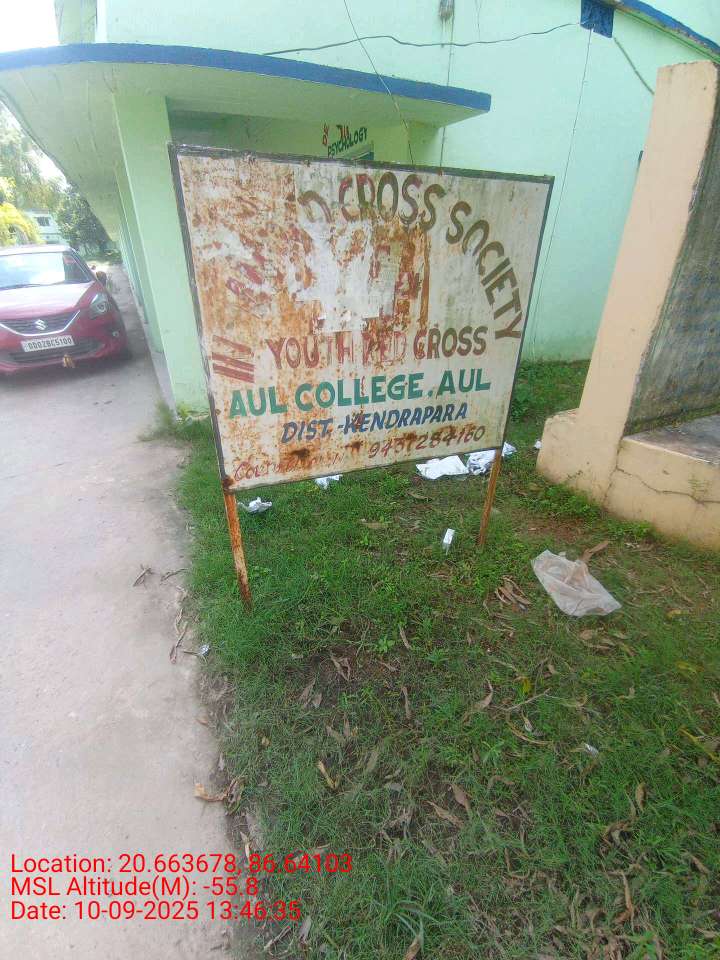 PSYCHOLOGY
D CROSS SOCIETY
YOUTH RED CROSS
AUL COLLEGE. AUL
DIST.-KENDRAPARA
OD02BC5100
Location: 20.663678, 86.64103
MSL Altitude(M): -55.8
Date: 10-09-2025 13:46:35